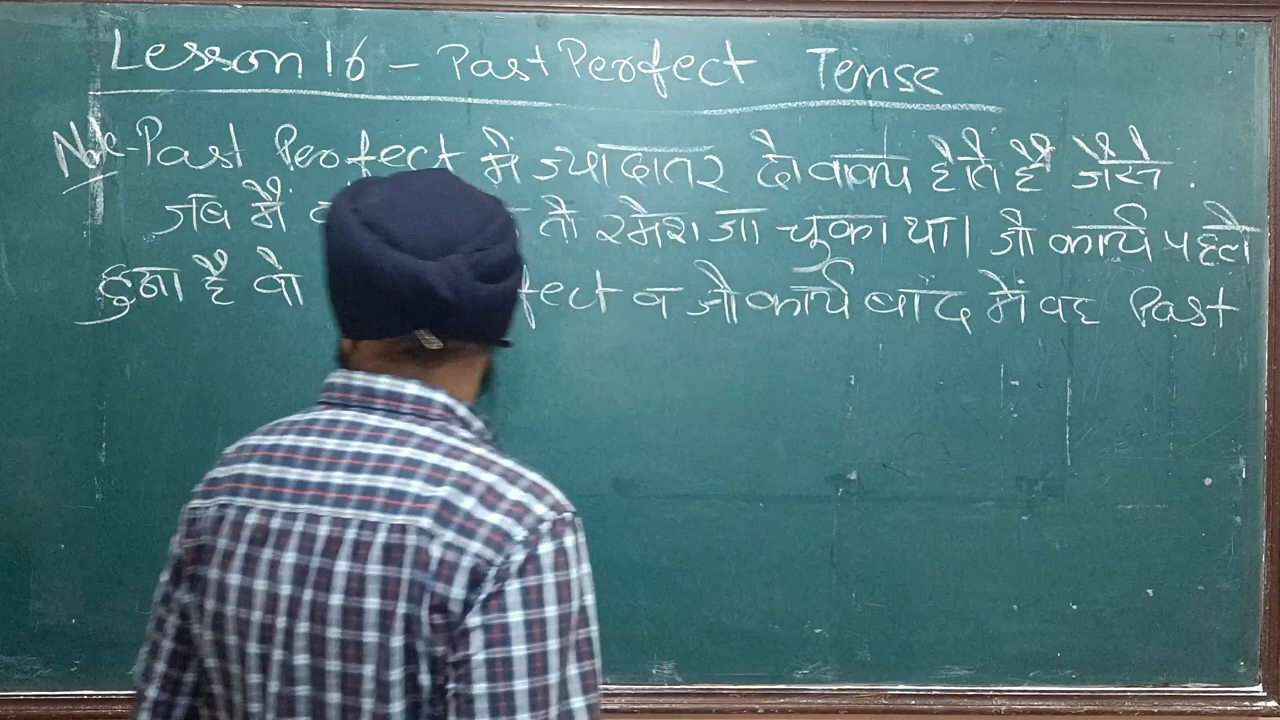 Lesson 16 - Past Perfect Tense
Note - Past Perfect में ज्यादातर दो वाक्य होते है जैसे
जब मैं तो रमेश जा चुका था। जो कार्य पहले
हुआ है वो fect व जो कार्य बाद में वह Past